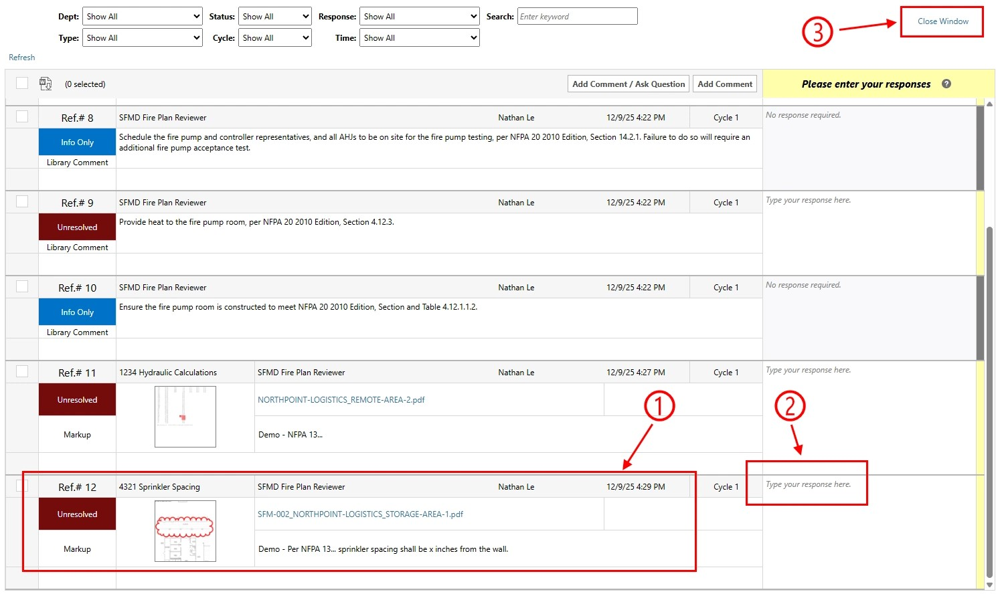 Dept: Show All Status: Show All Response: Show All Search: Enter keyword
Close Window
3
Type: Show All Cycle: Show All Time: Show All
Refresh
(0 selected) Add Comment / Ask Question Add Comment Please enter your responses ?
Ref.# 8 SFMD Fire Plan Reviewer Nathan Le 12/9/25 4:22 PM Cycle 1 No response required.
Info Only
Schedule the fire pump and controller representatives, and all AHJs to be on site for the fire pump testing, per NFPA 20 2010 Edition, Section 14.2.1. Failure to do so will require an
additional fire pump acceptance test.
Library Comment
Ref.# 9 SFMD Fire Plan Reviewer Nathan Le 12/9/25 4:22 PM Cycle 1 Type your response here.
Unresolved Provide heat to the fire pump room, per NFPA 20 2010 Edition, Section 4.12.3.
Library Comment
Ref.# 10 SFMD Fire Plan Reviewer Nathan Le 12/9/25 4:22 PM Cycle 1 No response required.
Info Only Ensure the fire pump room is constructed to meet NFPA 20 2010 Edition, Section and Table 4.12.1.1.2.
Library Comment
Ref.# 11 1234 Hydraulic Calculations SFMD Fire Plan Reviewer Nathan Le 12/9/25 4:27 PM Cycle 1 Type your response here.
Unresolved NORTHPOINT-LOGISTICS_REMOTE-AREA-2.pdf
1 2
Markup Demo - NFPA 13...
Ref.# 12 4321 Sprinkler Spacing SFMD Fire Plan Reviewer Nathan Le 12/9/25 4:29 PM Cycle 1 Type your response here.
Unresolved SFM-002_NORTHPOINT-LOGISTICS_STORAGE-AREA-1.pdf
Markup Demo - Per NFPA 13... sprinkler spacing shall be x inches from the wall.